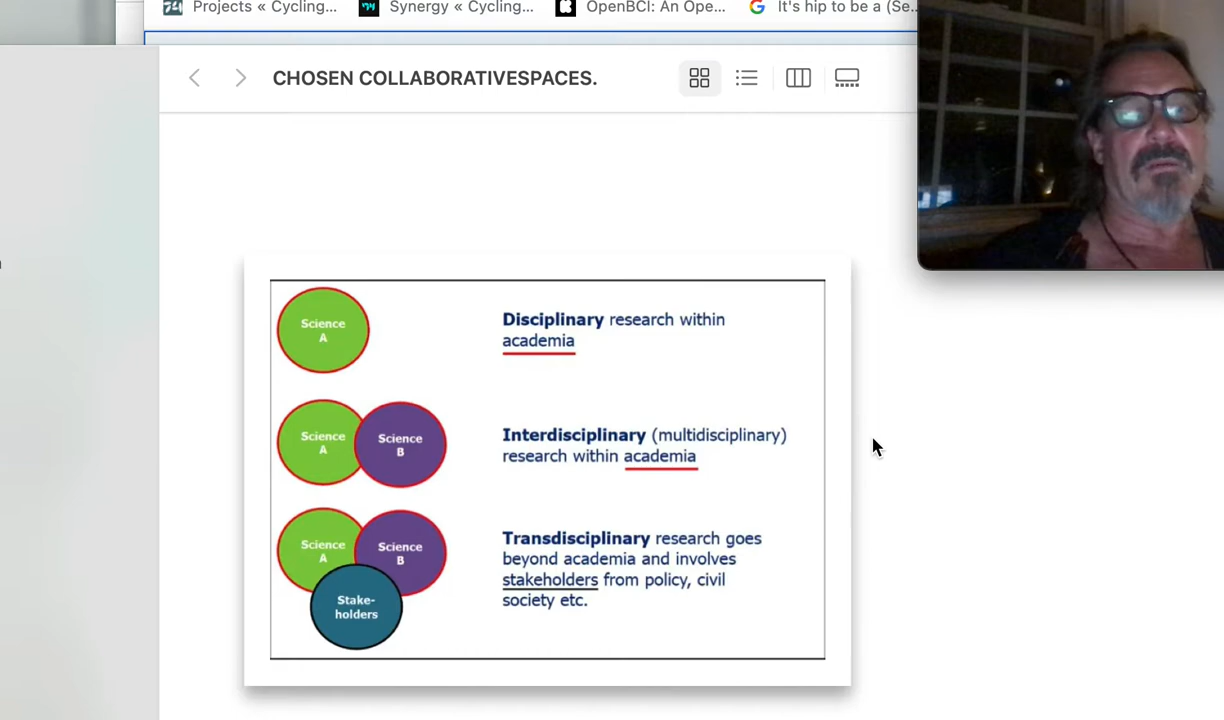 Projects « Cycling...
Synergy « Cycling...
OpenBCI: An Ope...
It's hip to be a (Se...
CHOSEN COLLABORATIVESPACES.
Science
A
Disciplinary research within
academia
Science
A
Science
B
Interdisciplinary (multidisciplinary)
research within academia
Science
A
Science
B
Stake-
holders
Transdisciplinary research goes
beyond academia and involves
stakeholders from policy, civil
society etc.